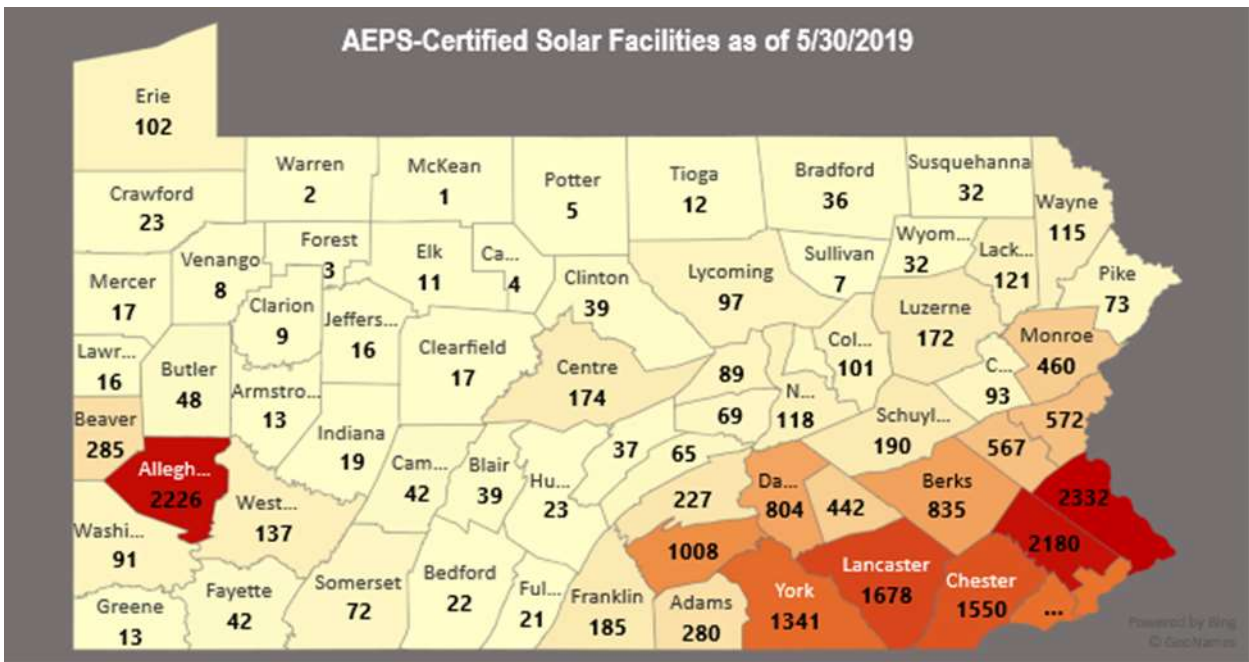 AEPS-Certified Solar Facilities as of 5/30/2019
Erie
102
Warren
2
McKean
1
Potter
5
Tioga
12
Bradford
36
Susquehanna
32
Wayne
115
Crawford
23
Venango
8
Forest
3
Elk
11
Ca...
4
Clinton
39
Lycoming
97
Sullivan
7
Wyom...
32
Lack...
121
Pike
73
Mercer
17
Clarion
9
Jeffers...
16
Clearfield
17
Centre
174
89
69
N...
118
Col...
101
Luzerne
172
C...
93
Monroe
460
Lawr...
16
Butler
48
Armstro...
13
Indiana
19
Beaver
285
Allegh...
2226
West...
137
Cam...
42
Blair
39
Hu...
23
37
65
227
Da...
804
442
Schuyl...
190
Berks
835
567
572
2332
2180
Washi...
91
Greene
13
Fayette
42
Somerset
72
Bedford
22
Ful...
21
Franklin
185
Adams
280
1008
York
1341
Lancaster
1678
Chester
1550
...
Powered by Bing
© GeoNames